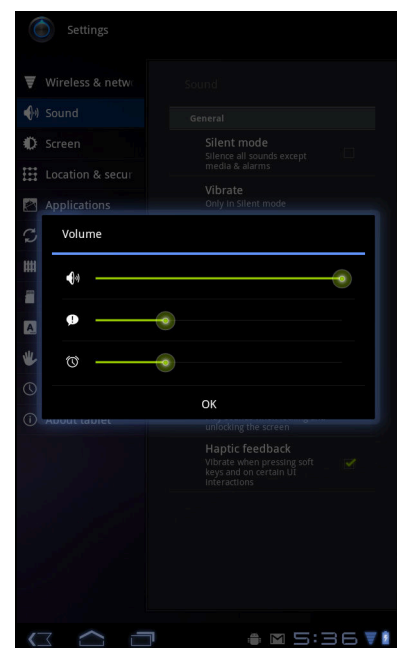 Settings
Wireless & netw
Sound
Sound
General
Silent mode
Silence all sounds except
media & alarms
Screen
Location & secur
Vibrate
Only in Silent mode
Applications
Volume
OK
About tablet
unlocking the screen
Haptic feedback
Vibrate when pressing soft
keys and on certain UI
interactions
5:36